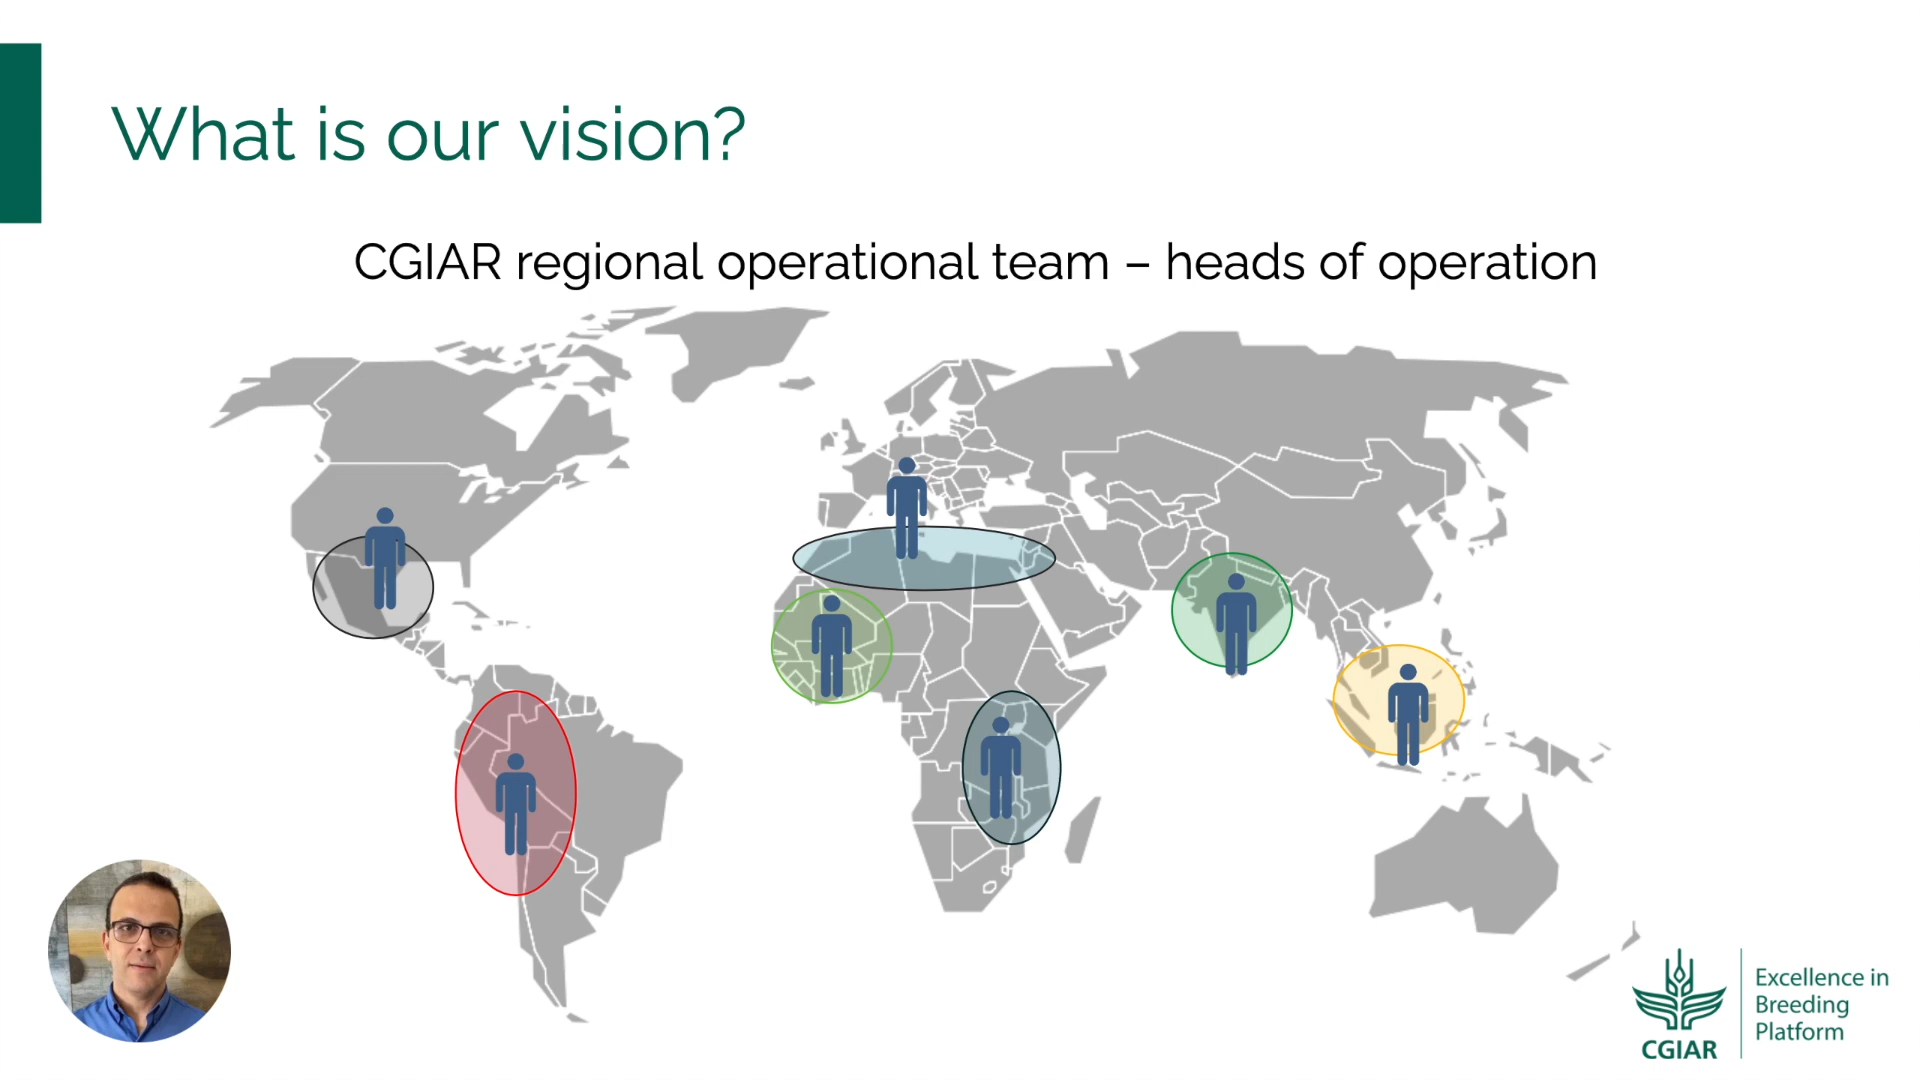 What is our vision?
CGIAR regional operational team – heads of operation
Excellence in
Breeding
Platform
CGIAR